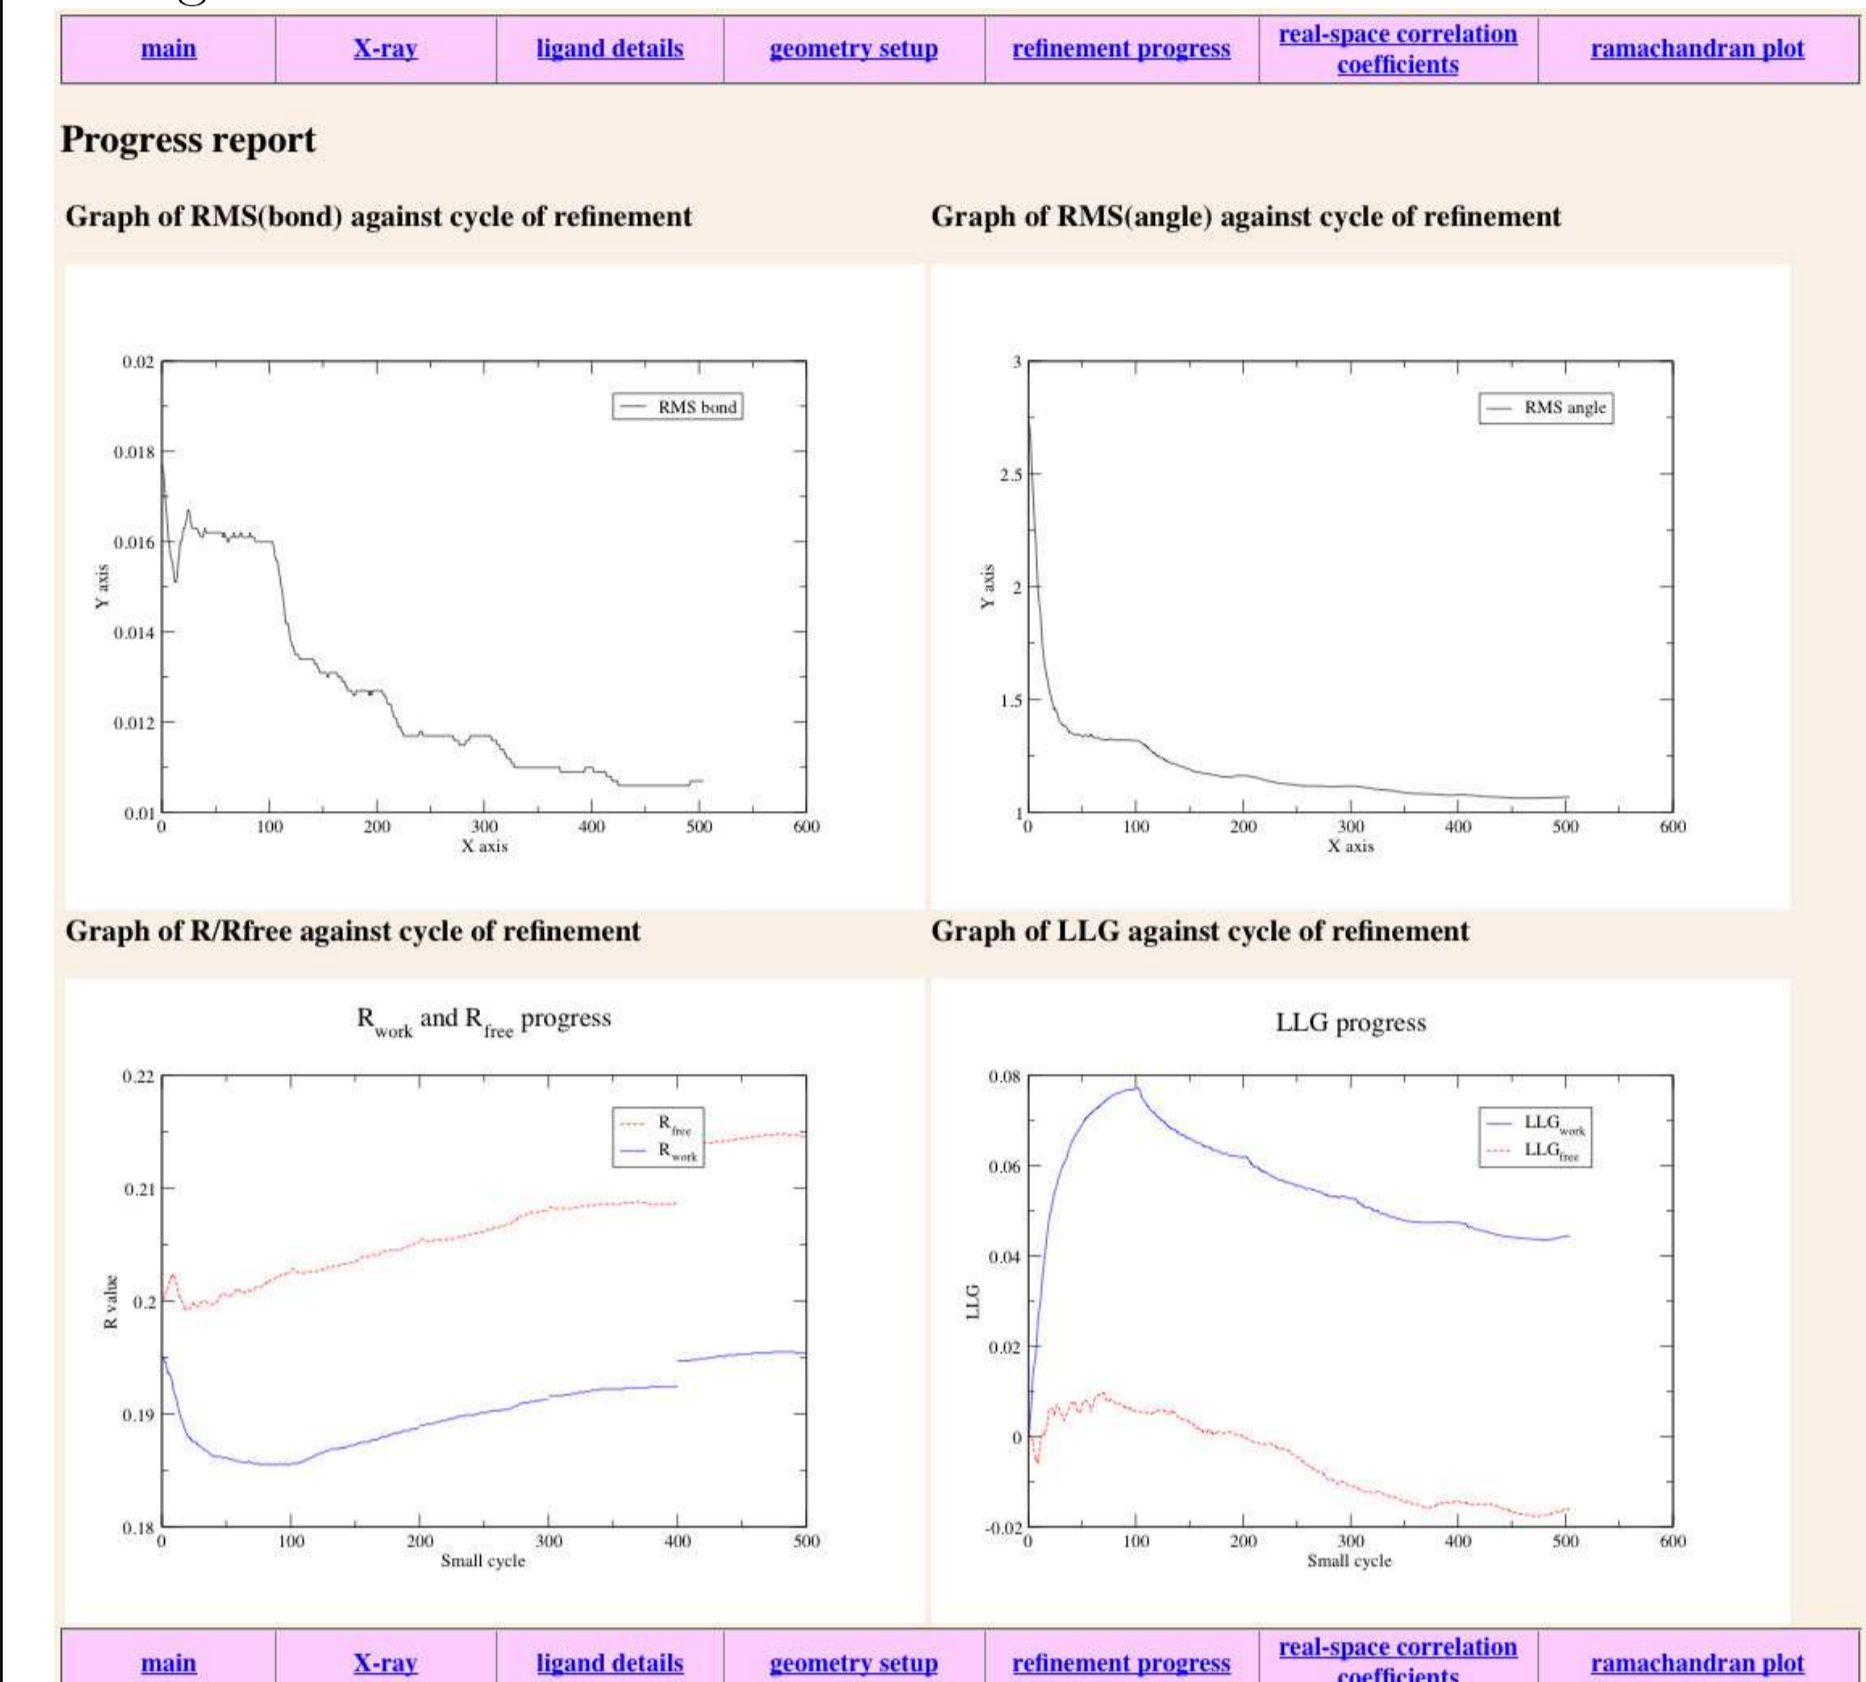 main X-ray ligand details geometry setup refinement progress real-space correlation coefficients ramachandran plot
Progress report
Graph of RMS(bond) against cycle of refinement
Graph of RMS(angle) against cycle of refinement
0.02
0.018
0.016
0.014
0.012
0.01
Y axis
RMS bond
0 100 200 300 400 500 600
X axis
3
2.5
2
1.5
1
Y axis
RMS angle
0 100 200 300 400 500 600
X axis
Graph of R/Rfree against cycle of refinement
Graph of LLG against cycle of refinement
Rwork and Rfree progress
0.22
0.21
0.2
0.19
0.18
R value
Rfree
Rwork
0 100 200 300 400 500
Small cycle
LLG progress
0.08
0.06
0.04
0.02
0
-0.02
LLG
LLGwork
LLGfree
0 100 200 300 400 500 600
Small cycle
main X-ray ligand details geometry setup refinement progress real-space correlation coefficients ramachandran plot